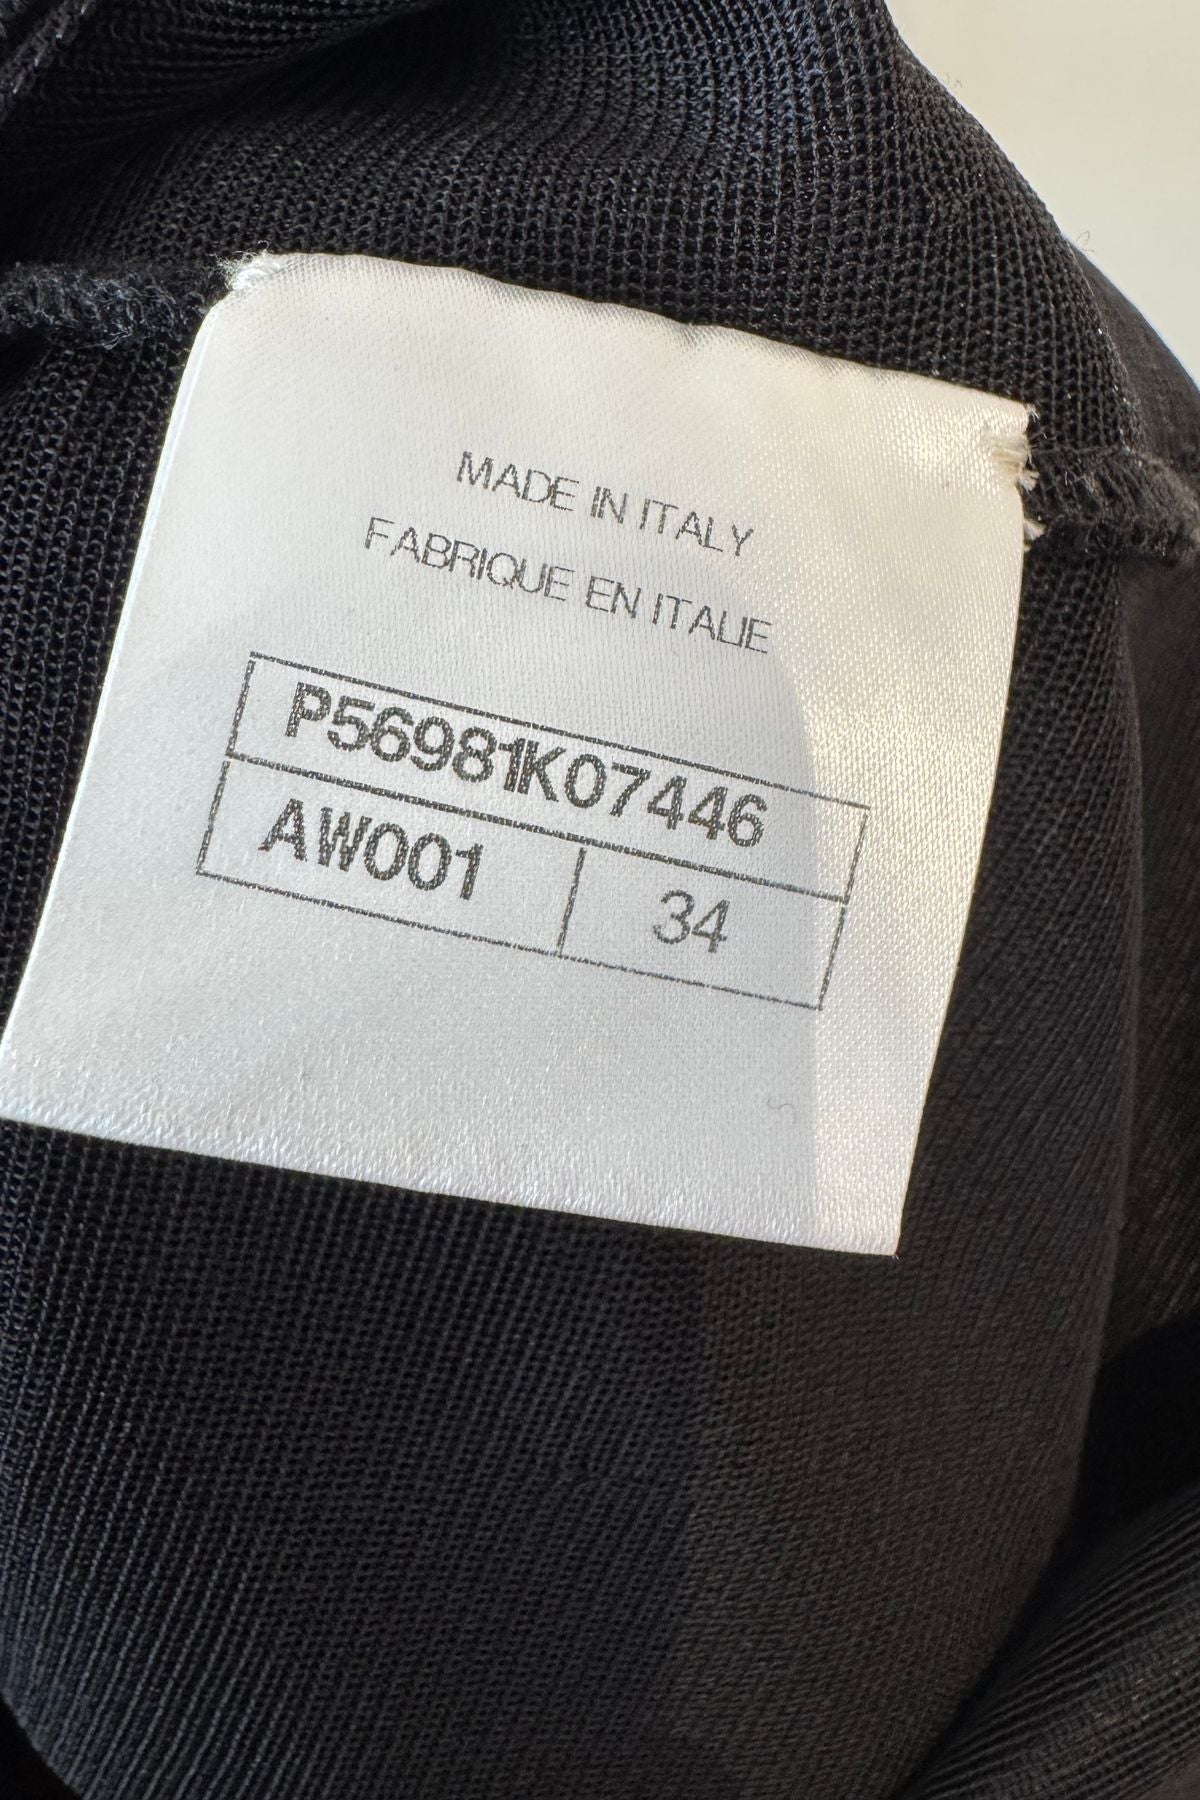 MADE IN ITALY
FABRIQUE EN ITALIE
P56981K07446
AW001 34